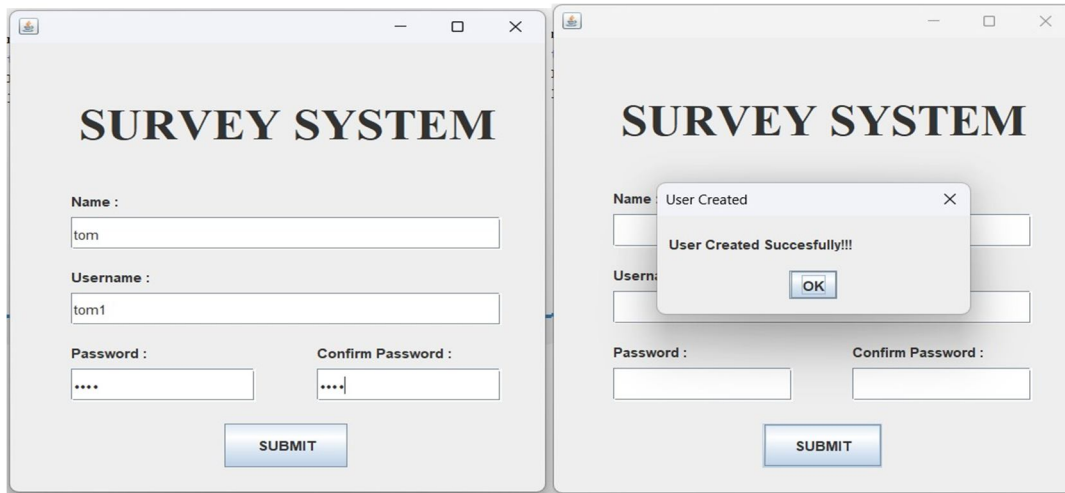 SURVEY SYSTEM
Name :
tom
Username :
tom1
Password :
••••
Confirm Password :
••••
SUBMIT
SURVEY SYSTEM
Name
User Created
User Created Succesfully!!!
OK
Userna
Password :
Confirm Password :
SUBMIT